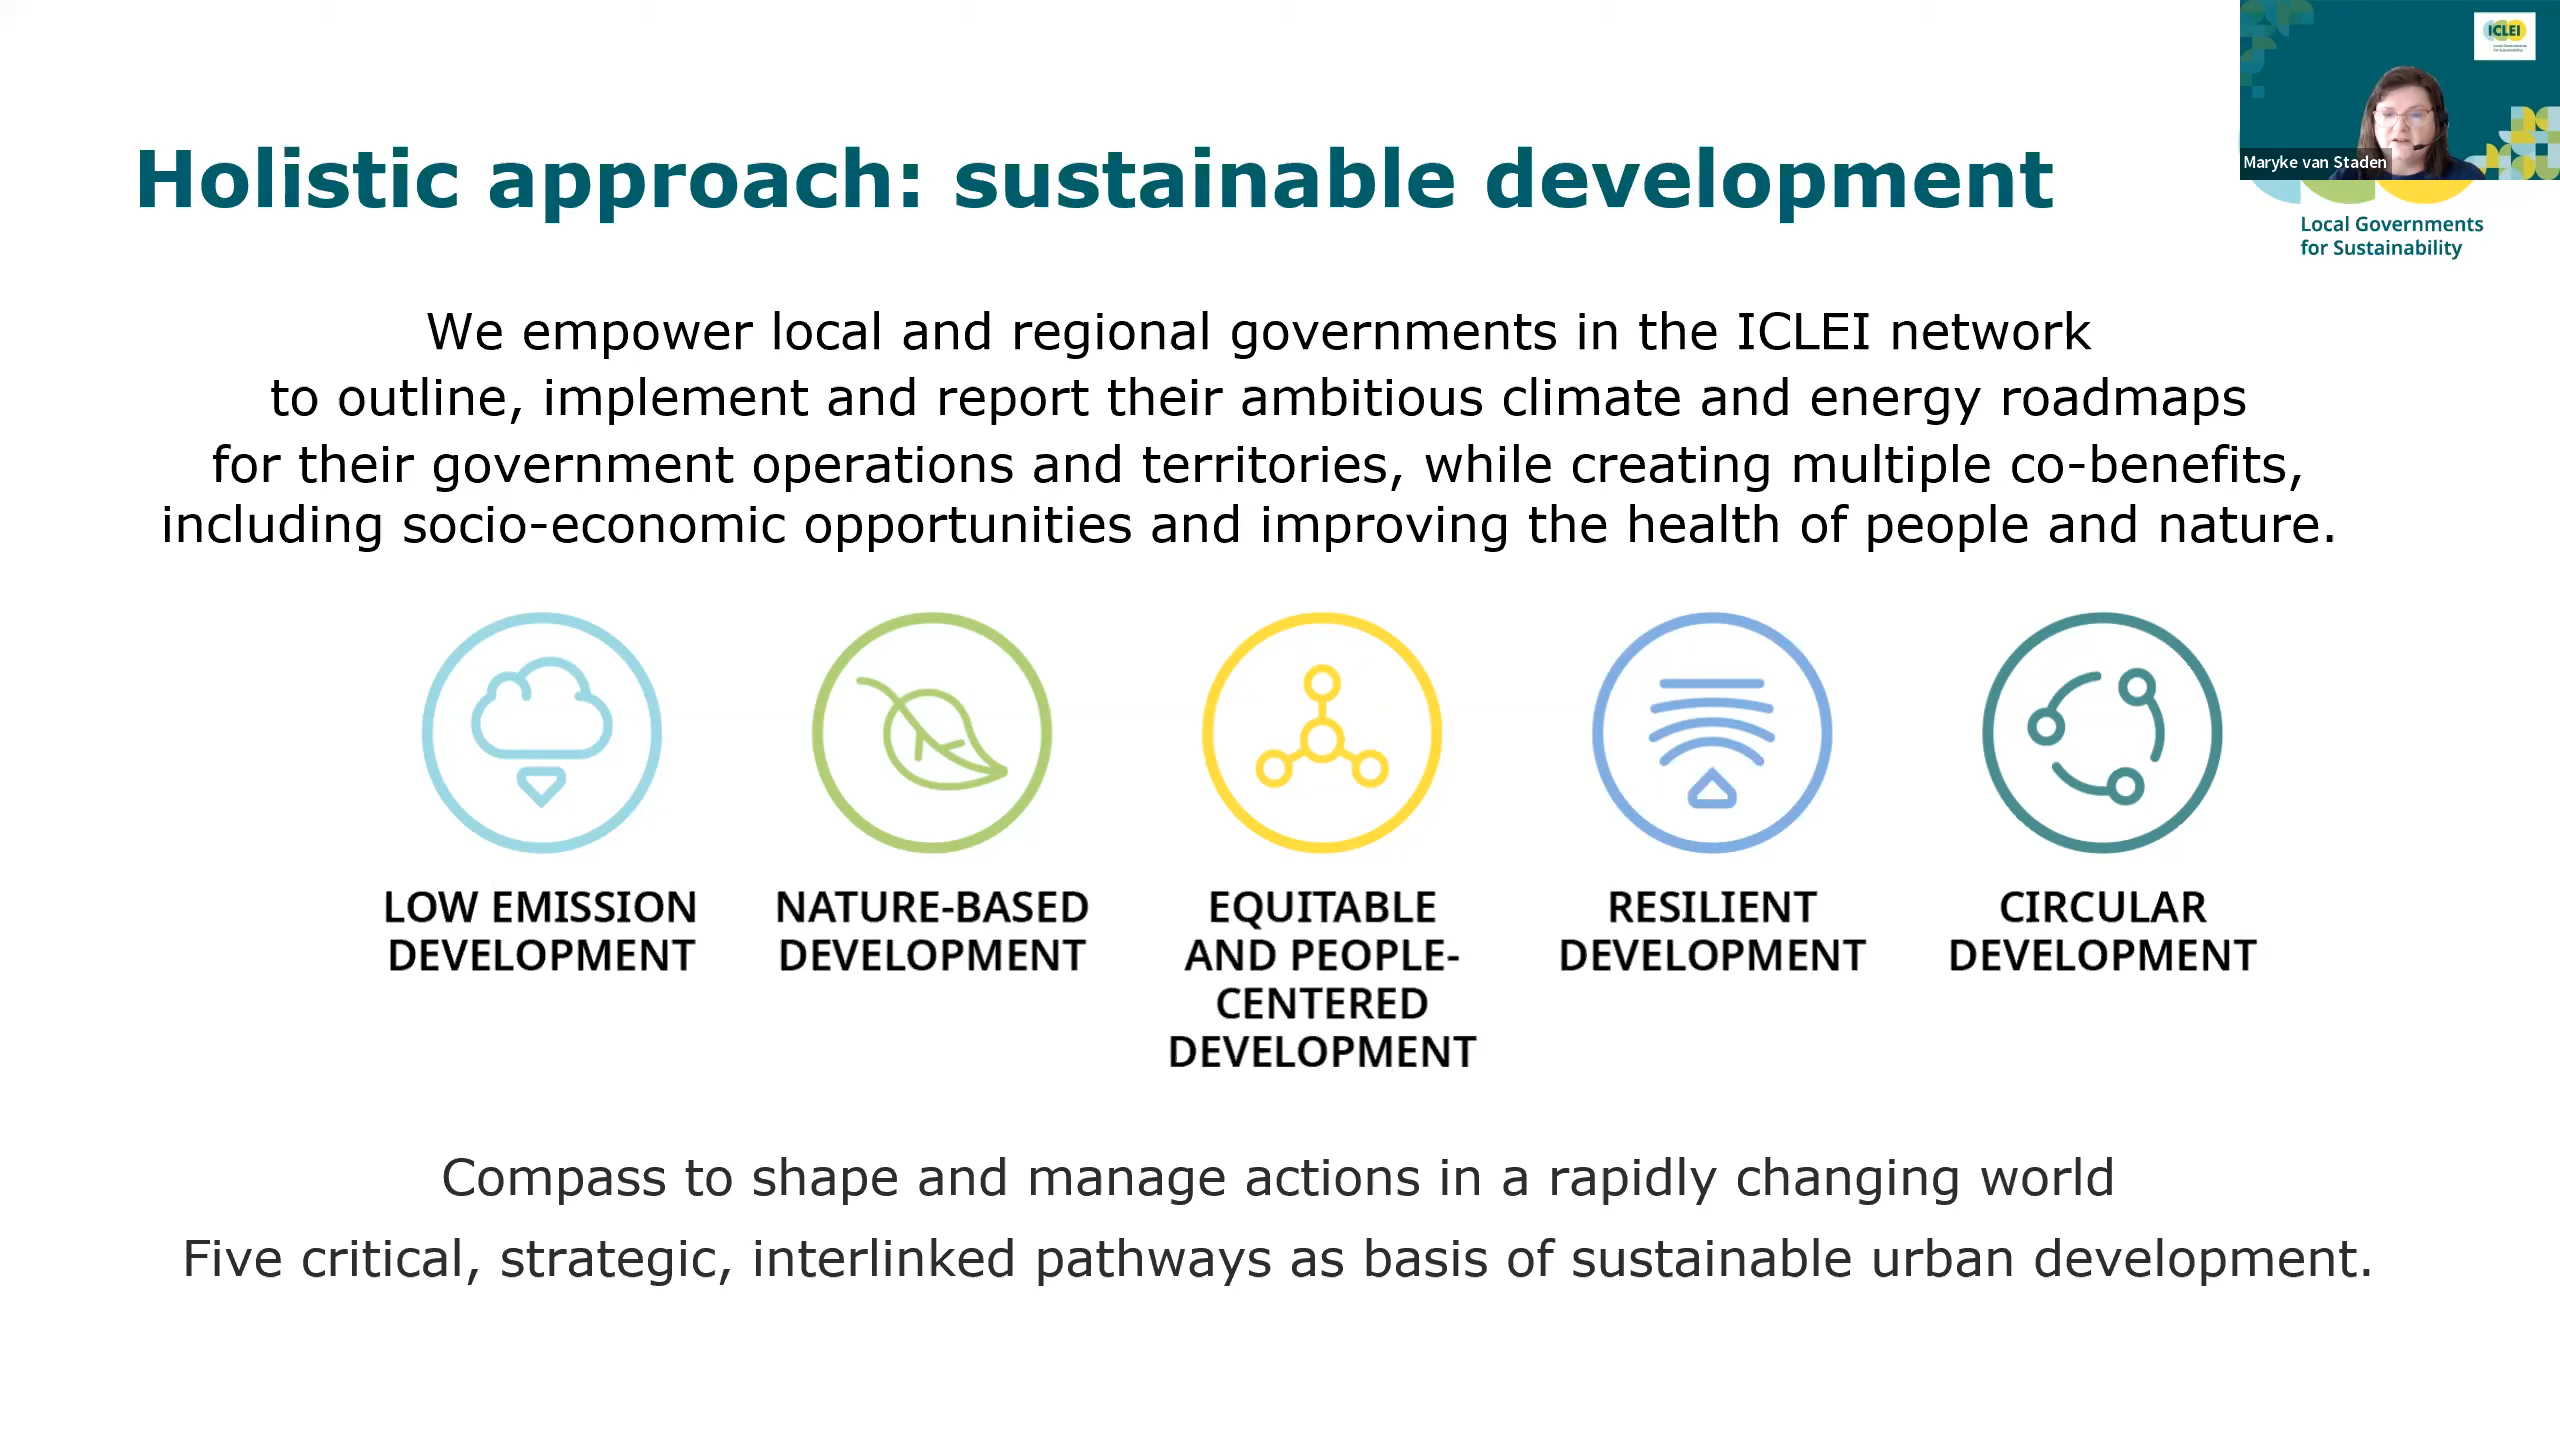 ICLEI
Maryke van Staden
Local Governments
for Sustainability
Holistic approach: sustainable development
We empower local and regional governments in the ICLEI network
to outline, implement and report their ambitious climate and energy roadmaps
for their government operations and territories, while creating multiple co-benefits,
including socio-economic opportunities and improving the health of people and nature.
LOW EMISSION
DEVELOPMENT
NATURE-BASED
DEVELOPMENT
EQUITABLE
AND PEOPLE-
CENTERED
DEVELOPMENT
RESILIENT
DEVELOPMENT
CIRCULAR
DEVELOPMENT
Compass to shape and manage actions in a rapidly changing world
Five critical, strategic, interlinked pathways as basis of sustainable urban development.